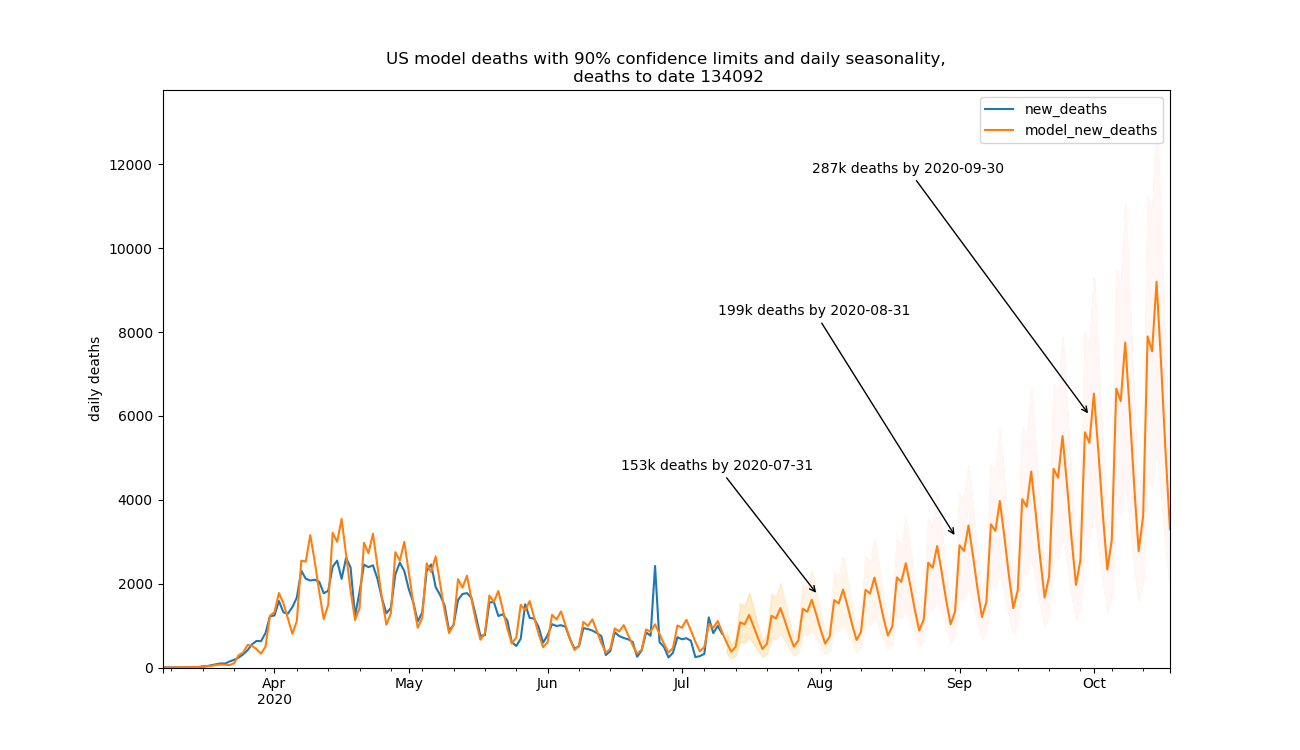 US model deaths with 90% confidence limits and daily seasonality,
deaths to date 134092
new_deaths
model_new_deaths
12000
287k deaths by 2020-09-30
10000
199k deaths by 2020-08-31
8000
daily deaths
6000
153k deaths by 2020-07-31
4000
2000
0
Apr May Jun Jul Aug Sep Oct
2020